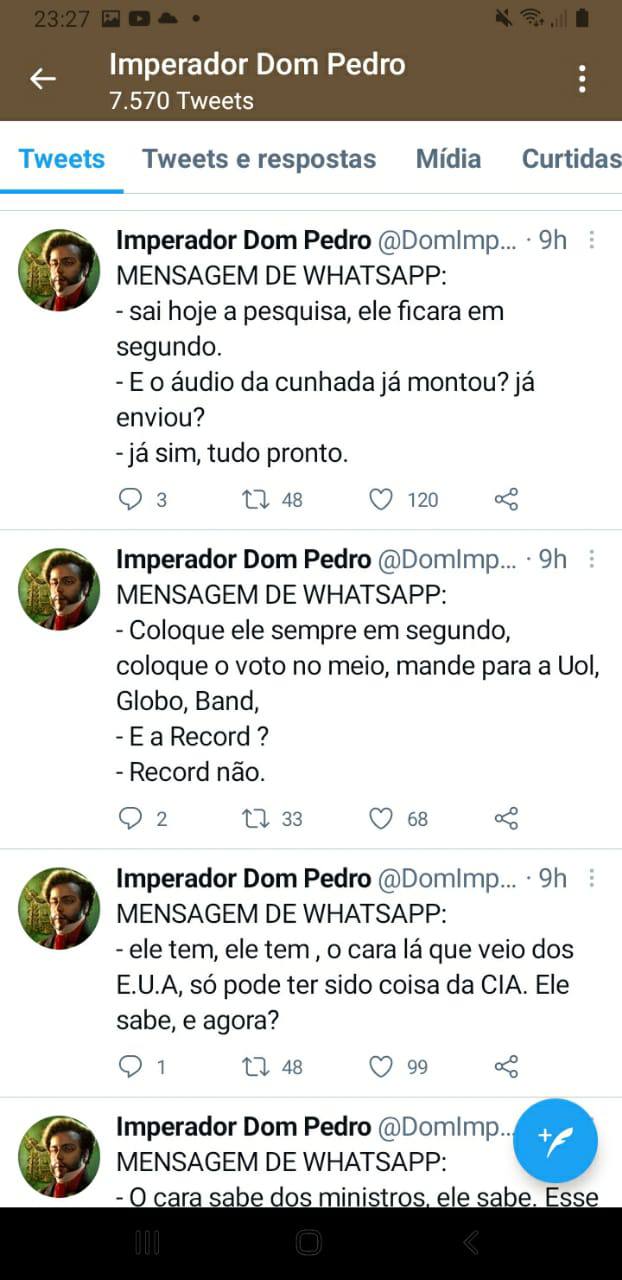 23:27
Imperador Dom Pedro
7.570 Tweets
Tweets
Tweets e respostas
Mídia
Curtidas
Imperador Dom Pedro @DomImp... · 9h
MENSAGEM DE WHATSAPP:
- sai hoje a pesquisa, ele ficara em
segundo.
- E o áudio da cunhada já montou? já
enviou?
- já sim, tudo pronto.
3 48 120
Imperador Dom Pedro @DomImp... · 9h
MENSAGEM DE WHATSAPP:
- Coloque ele sempre em segundo,
coloque o voto no meio, mande para a Uol,
Globo, Band,
- E a Record ?
- Record não.
2 33 68
Imperador Dom Pedro @DomImp... · 9h
MENSAGEM DE WHATSAPP:
- ele tem, ele tem , o cara lá que veio dos
E.U.A, só pode ter sido coisa da CIA. Ele
sabe, e agora?
1 48 99
Imperador Dom Pedro @DomImp...
MENSAGEM DE WHATSAPP:
- O cara sabe dos ministros, ele sabe. Esse